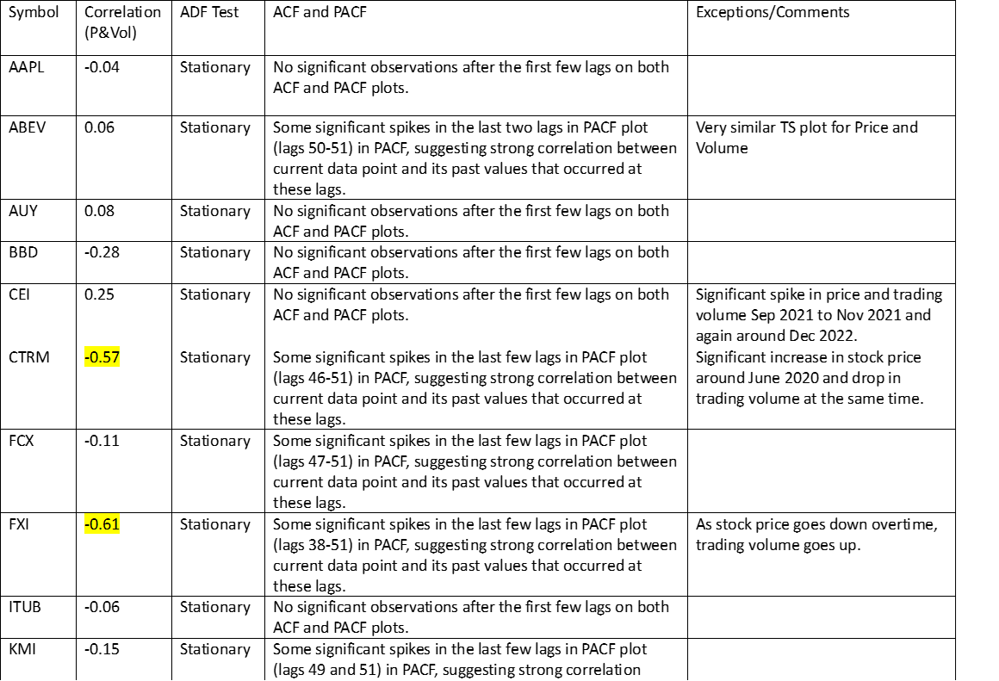 Symbol
Correlation
(P&Vol)
ADF Test
ACF and PACF
Exceptions/Comments
AAPL
-0.04
Stationary
No significant observations after the first few lags on both
ACF and PACF plots.
ABEV
0.06
Stationary
Some significant spikes in the last two lags in PACF plot
(lags 50-51) in PACF, suggesting strong correlation between
current data point and its past values that occurred at
these lags.
Very similar TS plot for Price and
Volume
AUY
0.08
Stationary
No significant observations after the first few lags on both
ACF and PACF plots.
BBD
-0.28
Stationary
No significant observations after the first few lags on both
ACF and PACF plots.
CEI
0.25
Stationary
No significant observations after the first few lags on both
ACF and PACF plots.
Significant spike in price and trading
volume Sep 2021 to Nov 2021 and
again around Dec 2022.
CTRM
-0.57
Stationary
Some significant spikes in the last few lags in PACF plot
(lags 46-51) in PACF, suggesting strong correlation between
current data point and its past values that occurred at
these lags.
Significant increase in stock price
around June 2020 and drop in
trading volume at the same time.
FCX
-0.11
Stationary
Some significant spikes in the last few lags in PACF plot
(lags 47-51) in PACF, suggesting strong correlation between
current data point and its past values that occurred at
these lags.
FXI
-0.61
Stationary
Some significant spikes in the last few lags in PACF plot
(lags 38-51) in PACF, suggesting strong correlation between
current data point and its past values that occurred at
these lags.
As stock price goes down overtime,
trading volume goes up.
ITUB
-0.06
Stationary
No significant observations after the first few lags on both
ACF and PACF plots.
KMI
-0.15
Stationary
Some significant spikes in the last few lags in PACF plot
(lags 49 and 51) in PACF, suggesting strong correlation